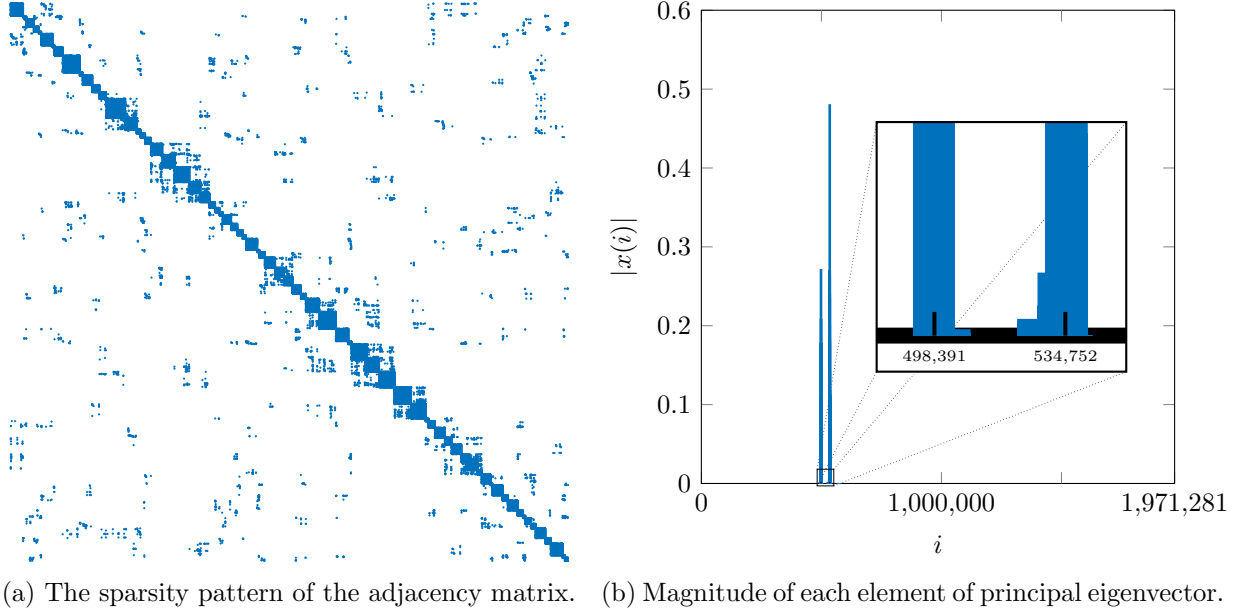 0.6
0.5
0.4
0.3
0.2
0.1
0
|x(i)|
498,391 534,752
0 1,000,000 1,971,281
i
(a) The sparsity pattern of the adjacency matrix. (b) Magnitude of each element of principal eigenvector.